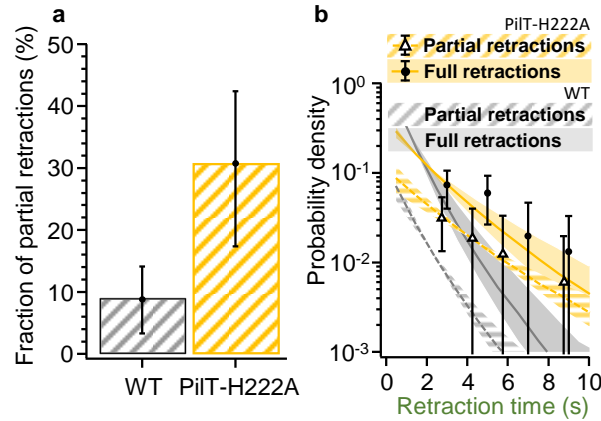 a
Fraction of partial retractions (%)
50
40
30
20
10
0
WT PilT-H222A
b
PilT-H222A
Partial retractions
Full retractions
WT
Partial retractions
Full retractions
Probability density
10^0
10^-1
10^-2
10^-3
2 4 6 8 10
Retraction time (s)